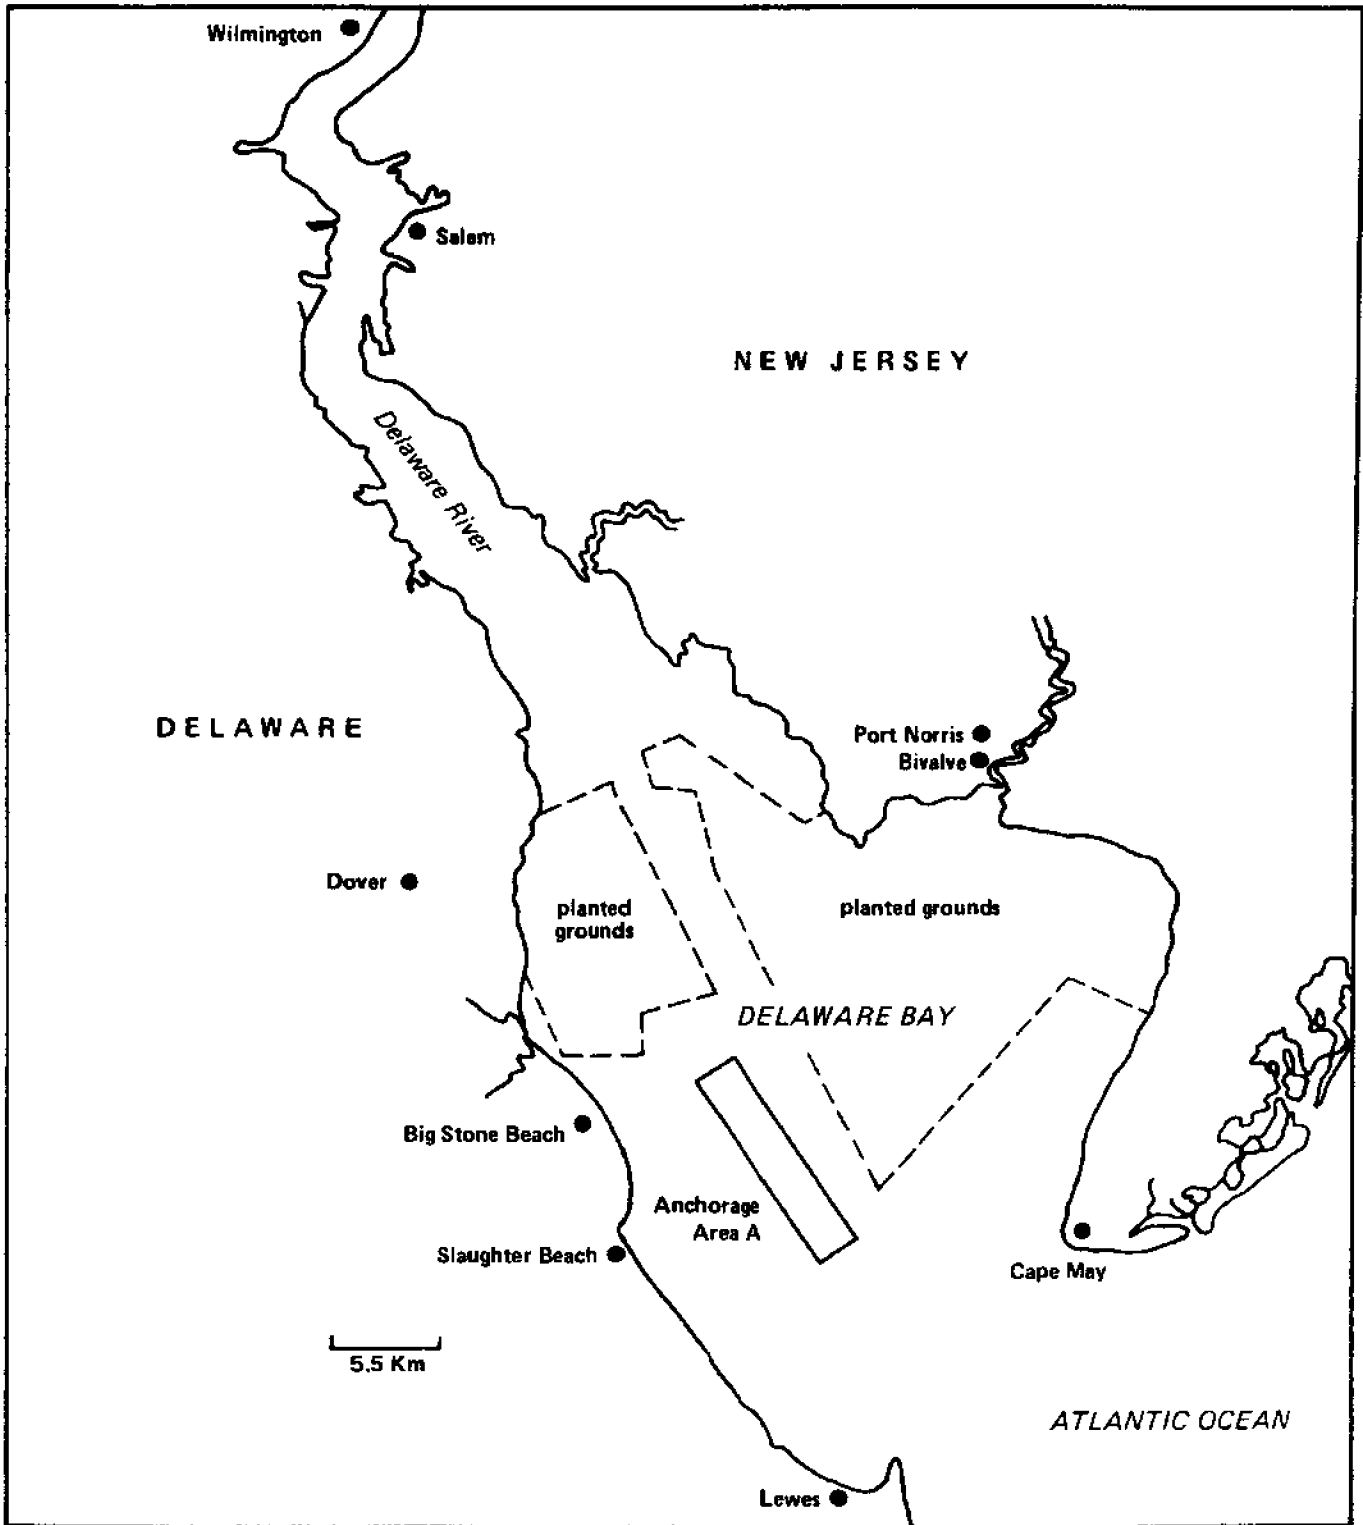 Wilmington
Salem
NEW JERSEY
Delaware River
DELAWARE
Port Norris
Bivalve
Dover
planted
grounds
planted grounds
DELAWARE BAY
Big Stone Beach
Anchorage
Area A
Slaughter Beach
Cape May
5.5 Km
ATLANTIC OCEAN
Lewes